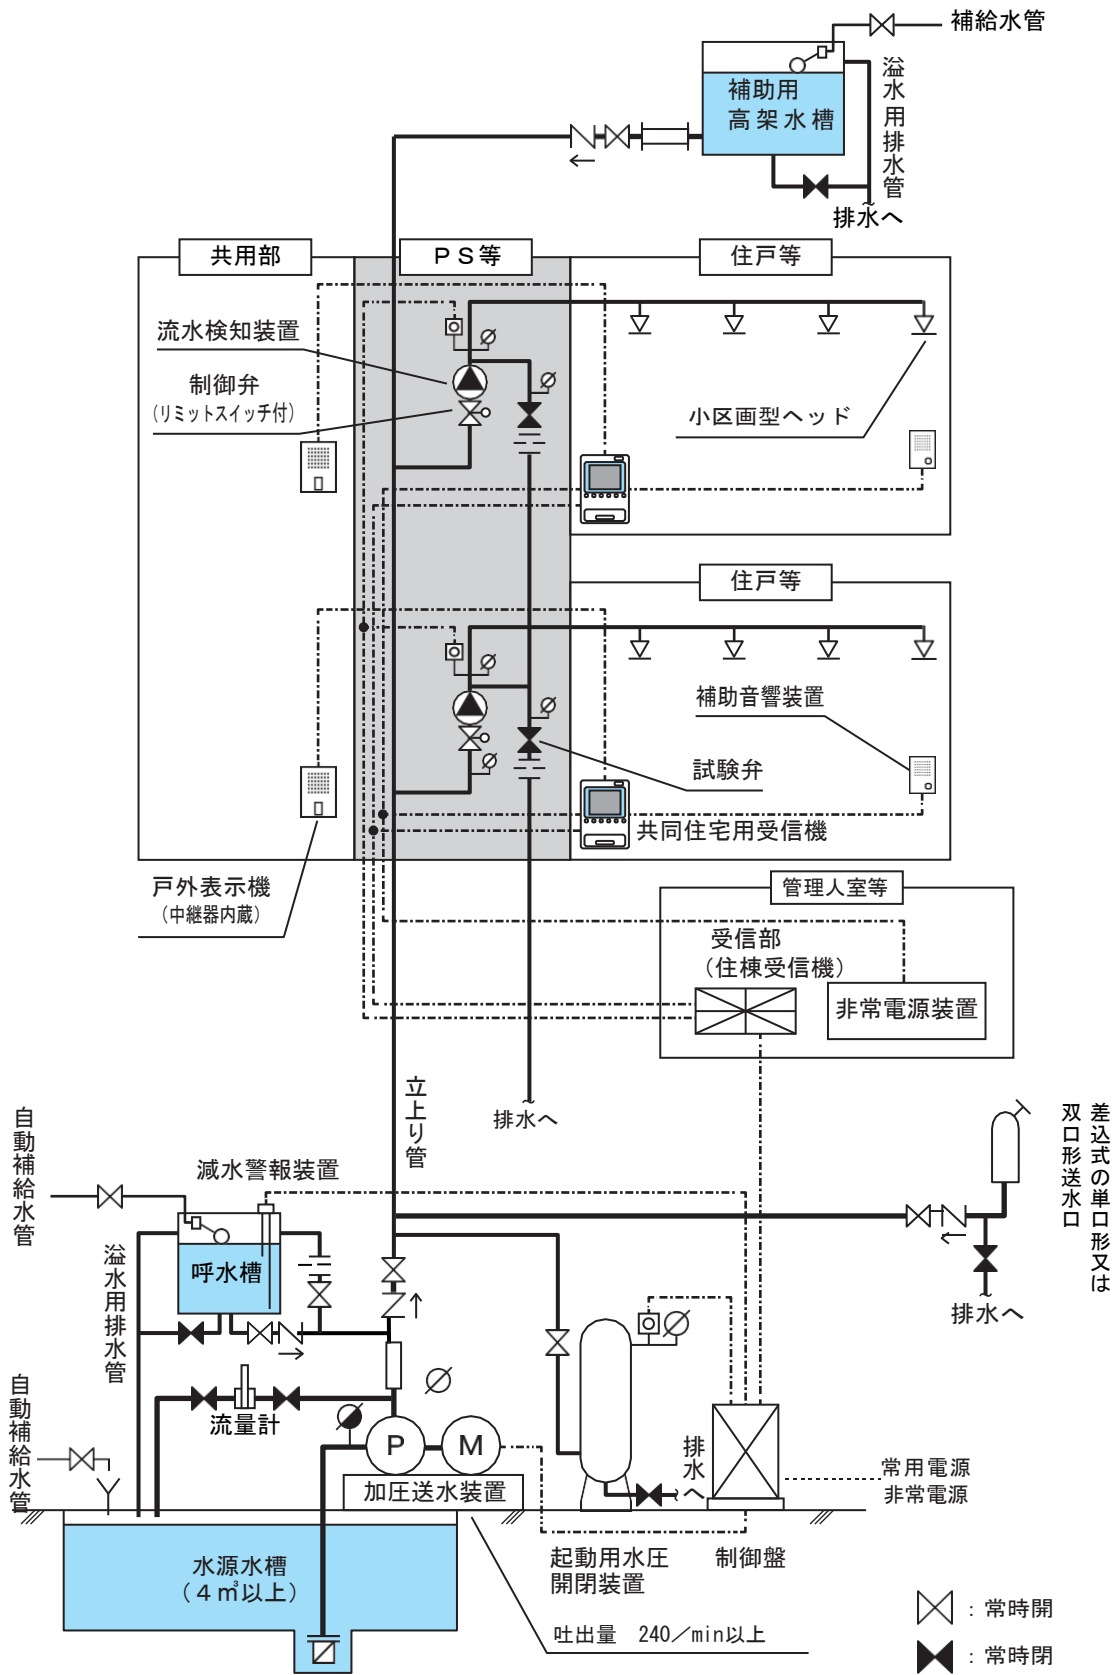 補給水管
補助用
高架水槽
溢水用排水管
排水へ
共用部
PS等
住戸等
流水検知装置
制御弁
(リミットスイッチ付)
小区画型ヘッド
住戸等
補助音響装置
試験弁
共同住宅用受信機
戸外表示機
(中継器内蔵)
管理人室等
受信部
(住棟受信機)
非常電源装置
立上り管
排水へ
差込式の単口形又は
双口形送水口
自動補給水管
減水警報装置
呼水槽
溢水用排水管
排水へ
自動補給水管
流量計
P
M
加圧送水装置
排水へ
常用電源
非常電源
水源水槽
(4㎥以上)
起動用水圧
開閉装置
制御盤
吐出量 240/min以上
:常時開
:常時閉